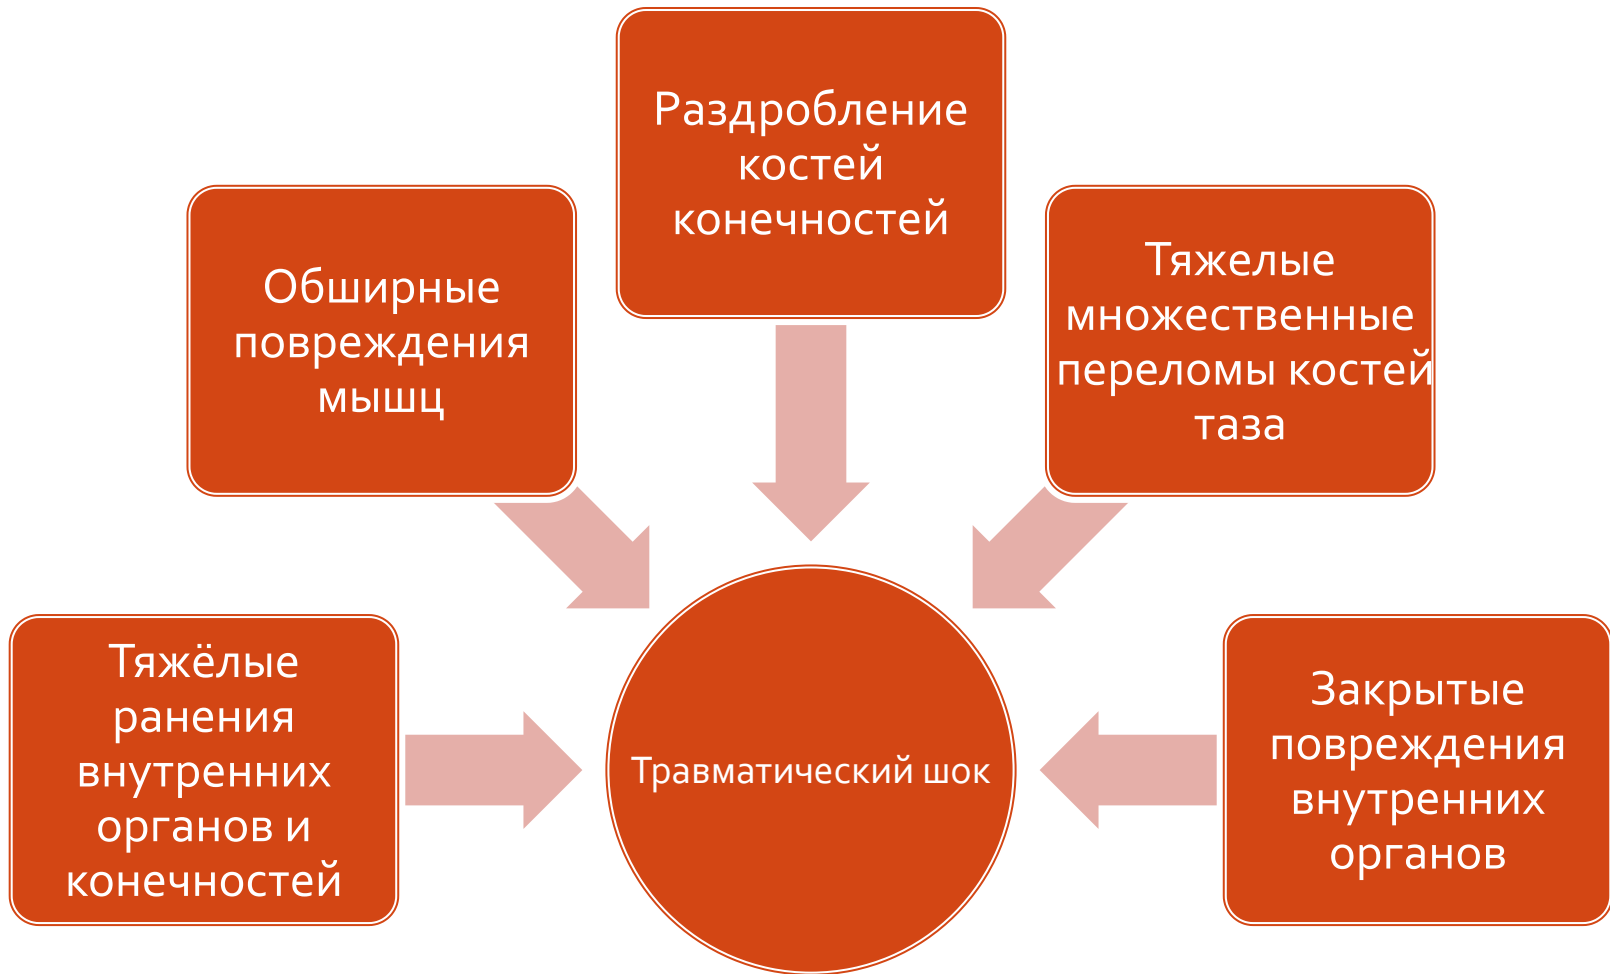 Раздробление
костей
конечностей
Обширные
повреждения
мышц
Тяжелые
множественные
переломы костей
таза
Тяжёлые
ранения
внутренних
органов и
конечностей
Травматический шок
Закрытые
повреждения
внутренних
органов